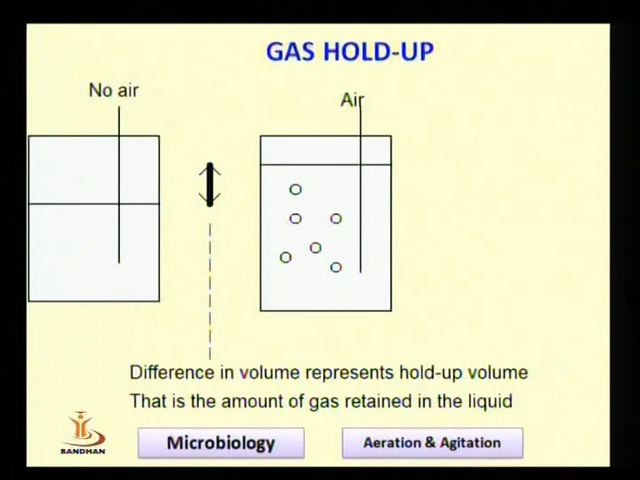 GAS HOLD-UP
No air
Air
Difference in volume represents hold-up volume
That is the amount of gas retained in the liquid
BANDHAN
Microbiology
Aeration & Agitation